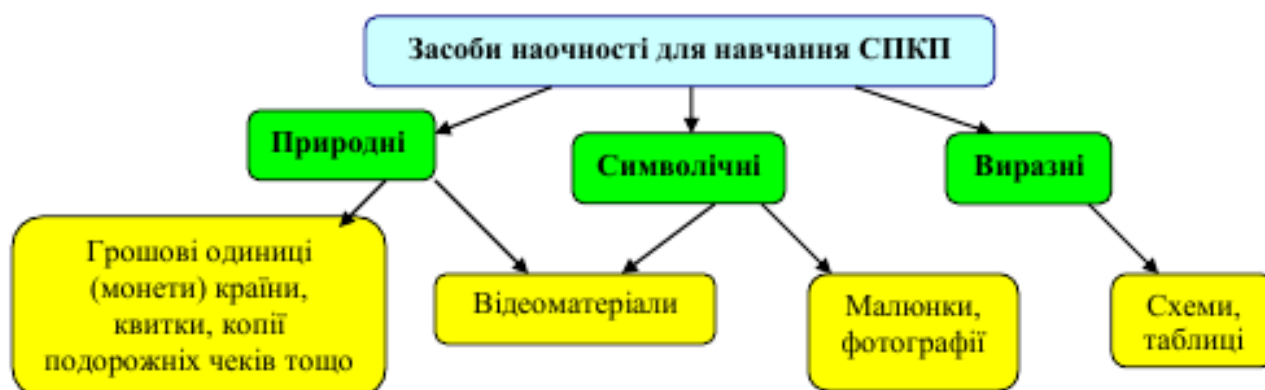 Засоби наочності для навчання СПКП
Природні
Символічні
Виразні
Грошові одиниці
(монети) країни,
квитки, копії
подорожніх чеків тощо
Відеоматеріали
Малюнки,
фотографії
Схеми,
таблиці